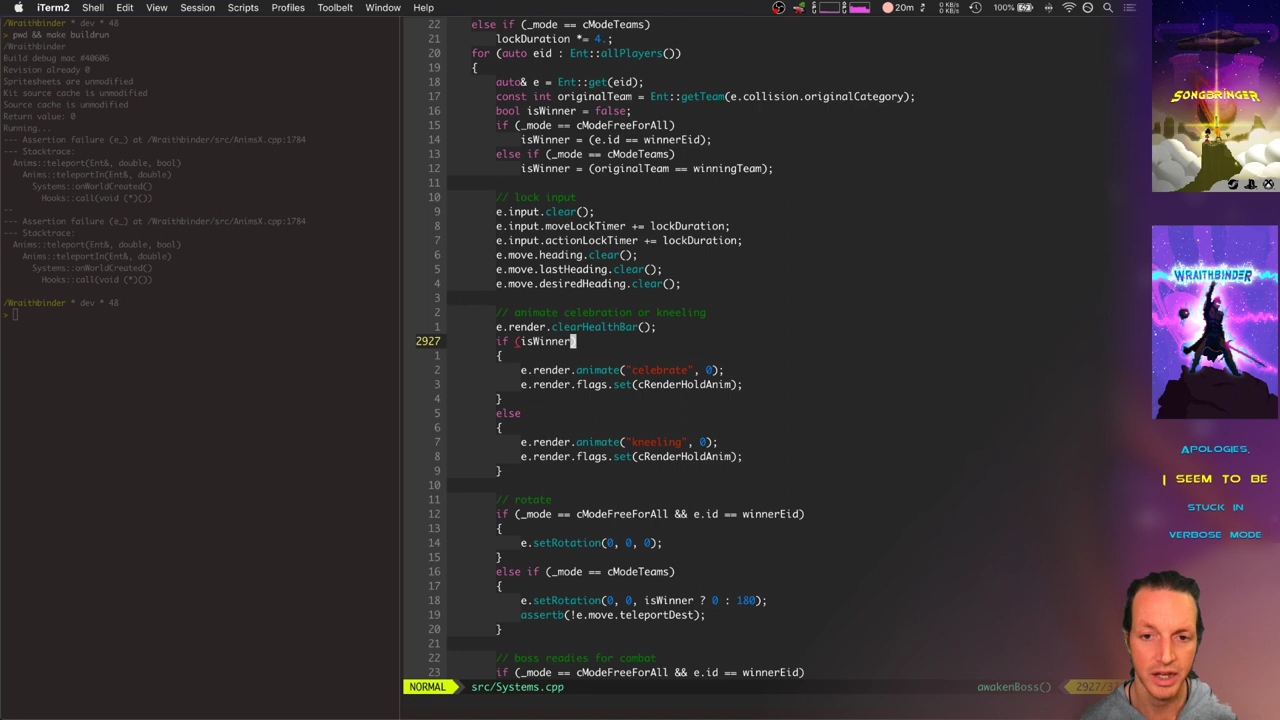 iTerm2 Shell Edit View Session Scripts Profiles Toolbelt Window Help
0 KB/s
0 KB/s
20m
100%
/Wraithbinder * dev * 48
> pwd && make buildrun
/Wraithbinder
Build debug mac #40606
Revision already 0
Spritesheets are unmodified
Kit source cache is unmodified
Source cache is unmodified
Return value: 0
Running...
--- Assertion failure (e_) at /Wraithbinder/src/AnimsX.cpp:1784
--- Stacktrace:
Anims::teleport(Ent&, double, bool)
Anims::teleportIn(Ent&, double)
Systems::onWorldCreated()
Hooks::call(void (*)())
--
--- Assertion failure (e_) at /Wraithbinder/src/AnimsX.cpp:1784
--- Stacktrace:
Anims::teleport(Ent&, double, bool)
Anims::teleportIn(Ent&, double)
Systems::onWorldCreated()
Hooks::call(void (*)())
/Wraithbinder * dev * 48
>
22 else if (_mode == cModeTeams)
21 lockDuration *= 4.;
20 for (auto eid : Ent::allPlayers())
19 {
18 auto& e = Ent::get(eid);
17 const int originalTeam = Ent::getTeam(e.collision.originalCategory);
16 bool isWinner = false;
15 if (_mode == cModeFreeForAll)
14 isWinner = (e.id == winnerEid);
13 else if (_mode == cModeTeams)
12 isWinner = (originalTeam == winningTeam);
11
10 // lock input
9 e.input.clear();
8 e.input.moveLockTimer += lockDuration;
7 e.input.actionLockTimer += lockDuration;
6 e.move.heading.clear();
5 e.move.lastHeading.clear();
4 e.move.desiredHeading.clear();
3
2 // animate celebration or kneeling
1 e.render.clearHealthBar();
2927 if (isWinner)
1 {
2 e.render.animate("celebrate", 0);
3 e.render.flags.set(cRenderHoldAnim);
4 }
5 else
6 {
7 e.render.animate("kneeling", 0);
8 e.render.flags.set(cRenderHoldAnim);
9 }
10
11 // rotate
12 if (_mode == cModeFreeForAll && e.id == winnerEid)
13 {
14 e.setRotation(0, 0, 0);
15 }
16 else if (_mode == cModeTeams)
17 {
18 e.setRotation(0, 0, isWinner ? 0 : 180);
19 assertb(!e.move.teleportDest);
20 }
21
22 // boss readies for combat
23 if (_mode == cModeFreeForAll && e.id == winnerEid)
NORMAL src/Systems.cpp awakenBoss()
SONGBRINGER
WRAITHBINDER
APOLOGIES,
I SEEM TO BE
STUCK IN
VERBOSE MODE